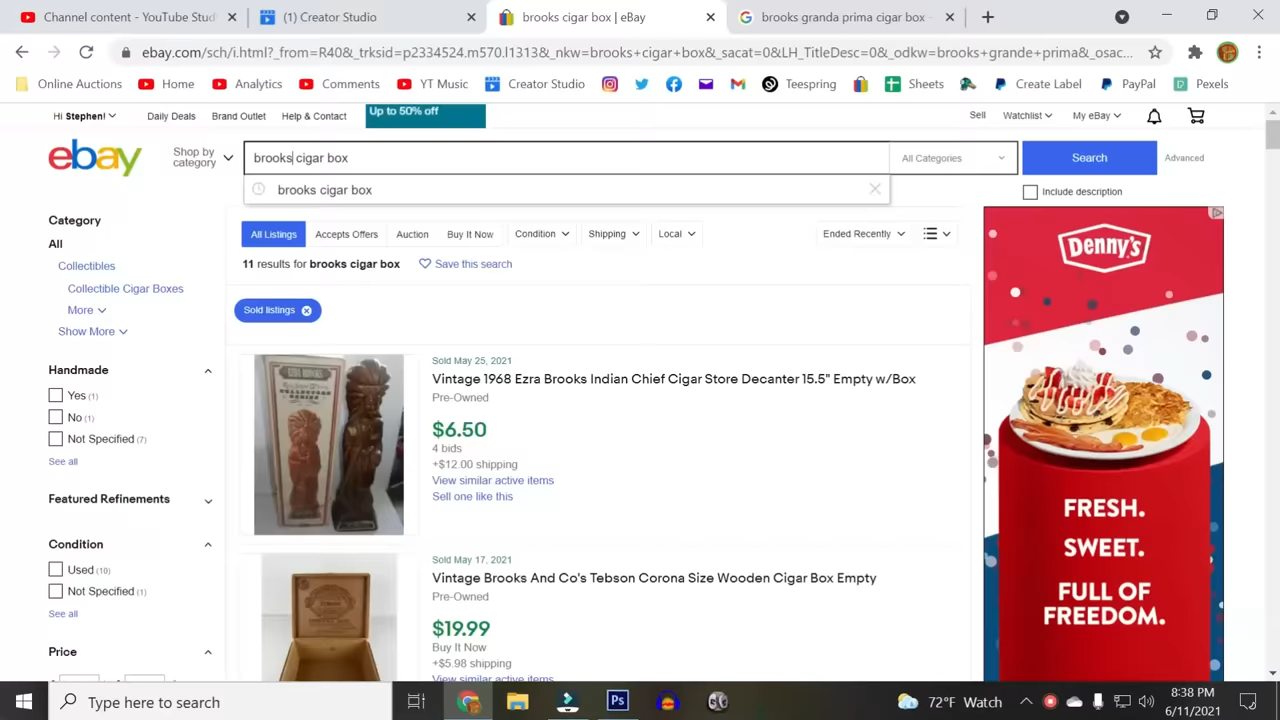 Channel content - YouTube Stud
(1) Creator Studio
brooks cigar box | eBay
brooks granda prima cigar box -
ebay.com/sch/i.html?_from=R40&_trksid=p2334524.m570.l1313&_nkw=brooks+cigar+box&_sacat=0&LH_TitleDesc=0&_odkw=brooks+grande+prima&_osac...
Online Auctions
Home
Analytics
Comments
YT Music
Creator Studio
Teespring
Sheets
Create Label
PayPal
Pexels
Hi Stephen!
Daily Deals
Brand Outlet
Help & Contact
Up to 50% off
Sell
Watchlist
My eBay
ebay
Shop by
category
brooks cigar box
All Categories
Search
Advanced
brooks cigar box
Include description
Category
All
Collectibles
Collectible Cigar Boxes
More
Show More
Handmade
Yes (1)
No (1)
Not Specified (7)
See all
Featured Refinements
Condition
Used (10)
Not Specified (1)
See all
Price
All Listings
Accepts Offers
Auction
Buy It Now
Condition
Shipping
Local
Ended Recently
11 results for brooks cigar box
Save this search
Sold listings
Sold May 25, 2021
Vintage 1968 Ezra Brooks Indian Chief Cigar Store Decanter 15.5" Empty w/Box
Pre-Owned
$6.50
4 bids
+$12.00 shipping
View similar active items
Sell one like this
EZRA BROOKS
Sold May 17, 2021
Vintage Brooks And Co's Tebson Corona Size Wooden Cigar Box Empty
Pre-Owned
$19.99
Buy It Now
+$5.98 shipping
View similar active items
Denny's
FRESH.
SWEET.
FULL OF
FREEDOM.
Type here to search
72°F Watch
8:38 PM
6/11/2021